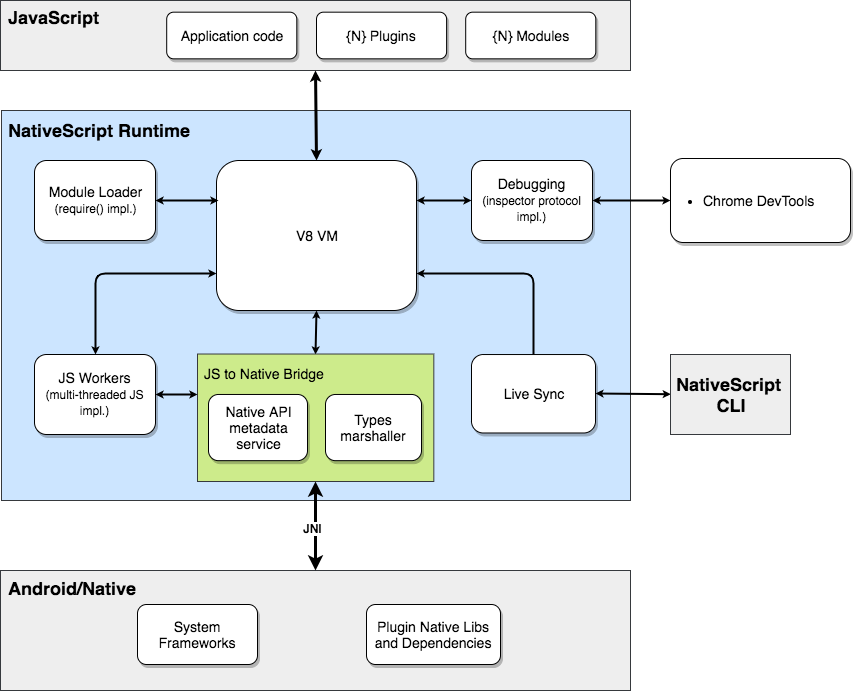 JavaScript
Application code
{N} Plugins
{N} Modules
NativeScript Runtime
Module Loader
(require() impl.)
V8 VM
Debugging
(inspector protocol
impl.)
• Chrome DevTools
JS Workers
(multi-threaded JS
impl.)
JS to Native Bridge
Native API
metadata
service
Types
marshaller
Live Sync
NativeScript
CLI
JNI
Android/Native
System
Frameworks
Plugin Native Libs
and Dependencies